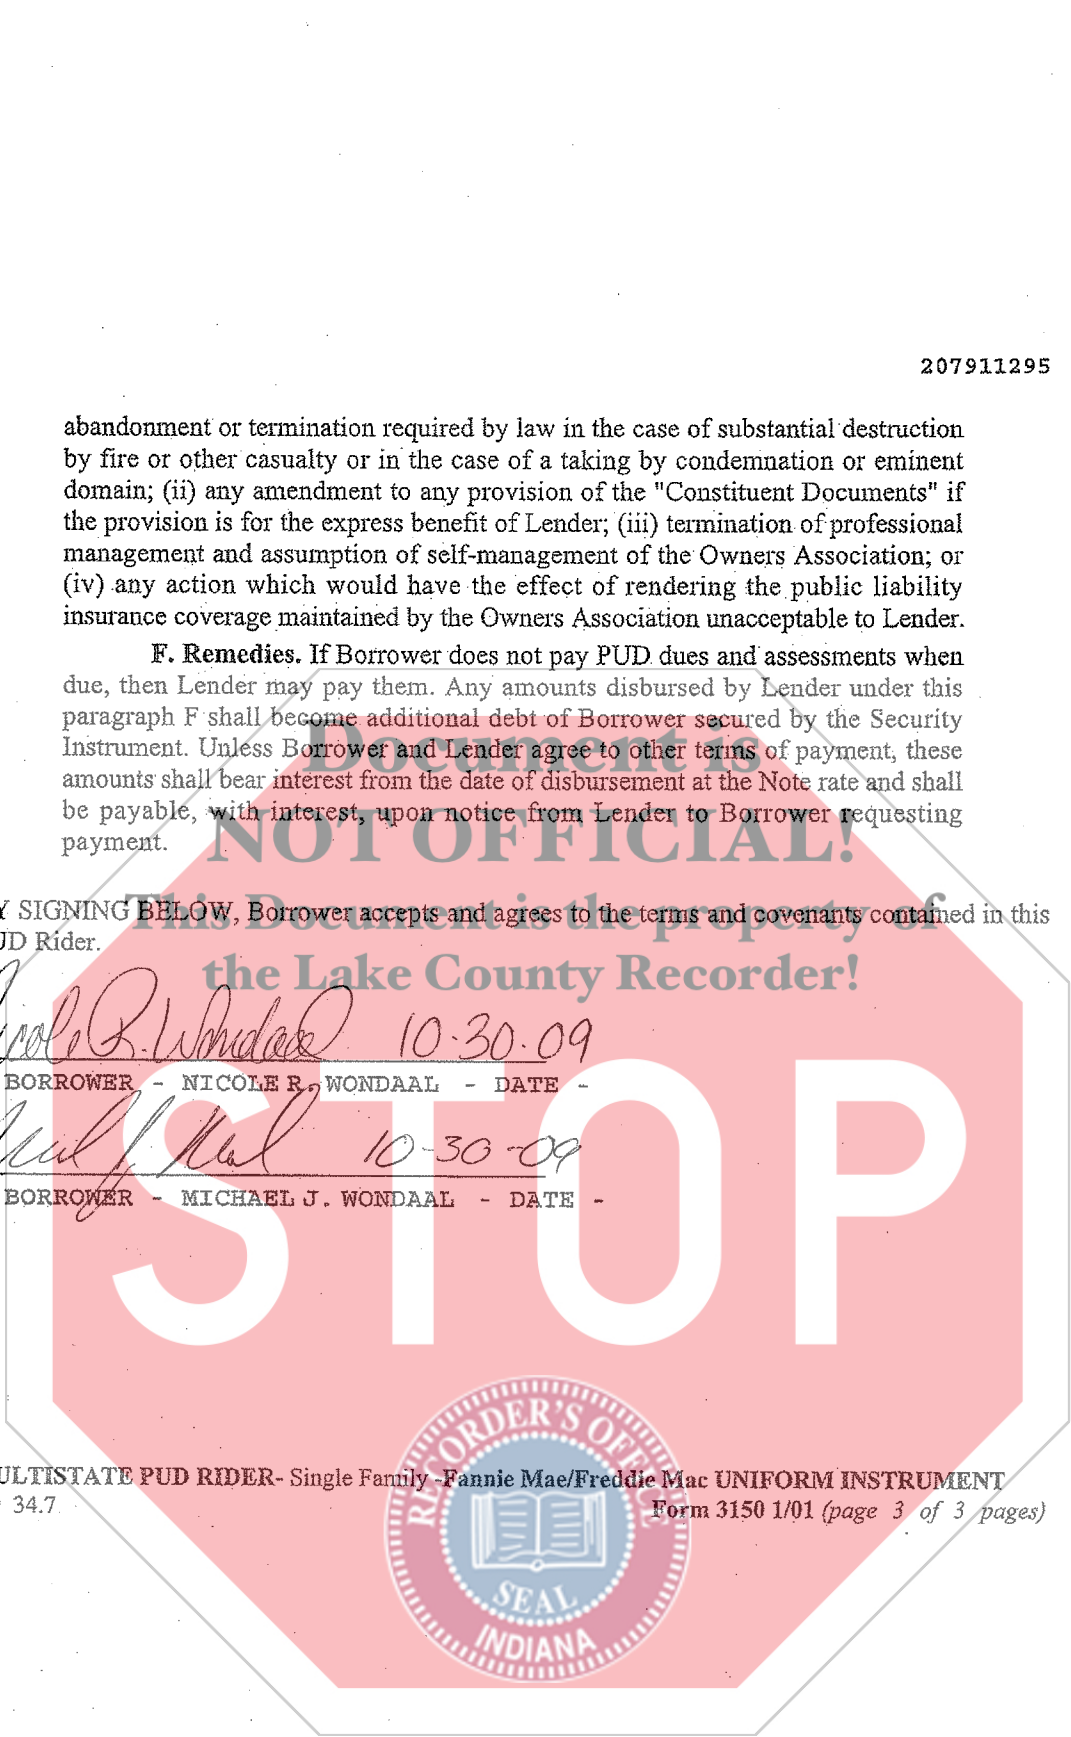 207911295
abandonment or termination required by law in the case of substantial destruction
by fire or other casualty or in the case of a taking by condemnation or eminent
domain; (ii) any amendment to any provision of the "Constituent Documents" if
the provision is for the express benefit of Lender; (iii) termination of professional
management and assumption of self-management of the Owners Association; or
(iv) any action which would have the effect of rendering the public liability
insurance coverage maintained by the Owners Association unacceptable to Lender.
F. Remedies. If Borrower does not pay PUD dues and assessments when
due, then Lender may pay them. Any amounts disbursed by Lender under this
paragraph F shall become additional debt of Borrower secured by the Security
Instrument. Unless Borrower and Lender agree to other terms of payment, these
amounts shall bear interest from the date of disbursement at the Note rate and shall
be payable, with interest, upon notice from Lender to Borrower requesting
payment.
Document is
NOT OFFICIAL!
This Document is the property of
the Lake County Recorder!
Y SIGNING BELOW, Borrower accepts and agrees to the terms and covenants contained in this
UD Rider.
icole R. Wondaal 10-30-09
BORROWER - NICOLE R. WONDAAL - DATE -
10-30-09
BORROWER - MICHAEL J. WONDAAL - DATE -
STOP
ULTISTATE PUD RIDER- Single Family -Fannie Mae/Freddie Mac UNIFORM INSTRUMENT
34.7
Form 3150 1/01 (page 3 of 3 pages)
RECORDER'S OFFICE
SEAL
INDIANA